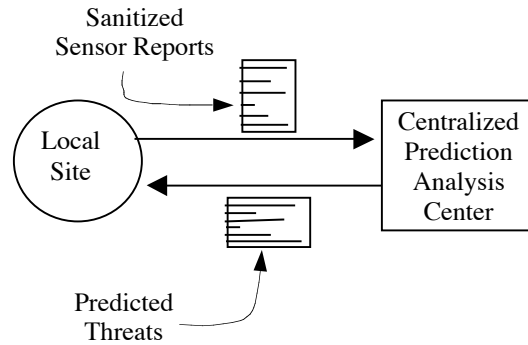 Sanitized
Sensor Reports
Local
Site
Centralized
Prediction
Analysis
Center
Predicted
Threats